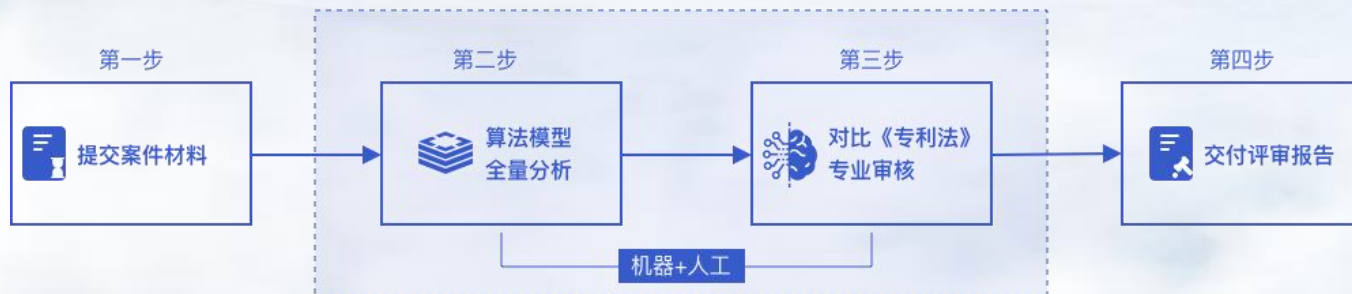 第一步
提交案件材料
第二步
算法模型
全量分析
第三步
对比《专利法》
专业审核
机器+人工
第四步
交付评审报告